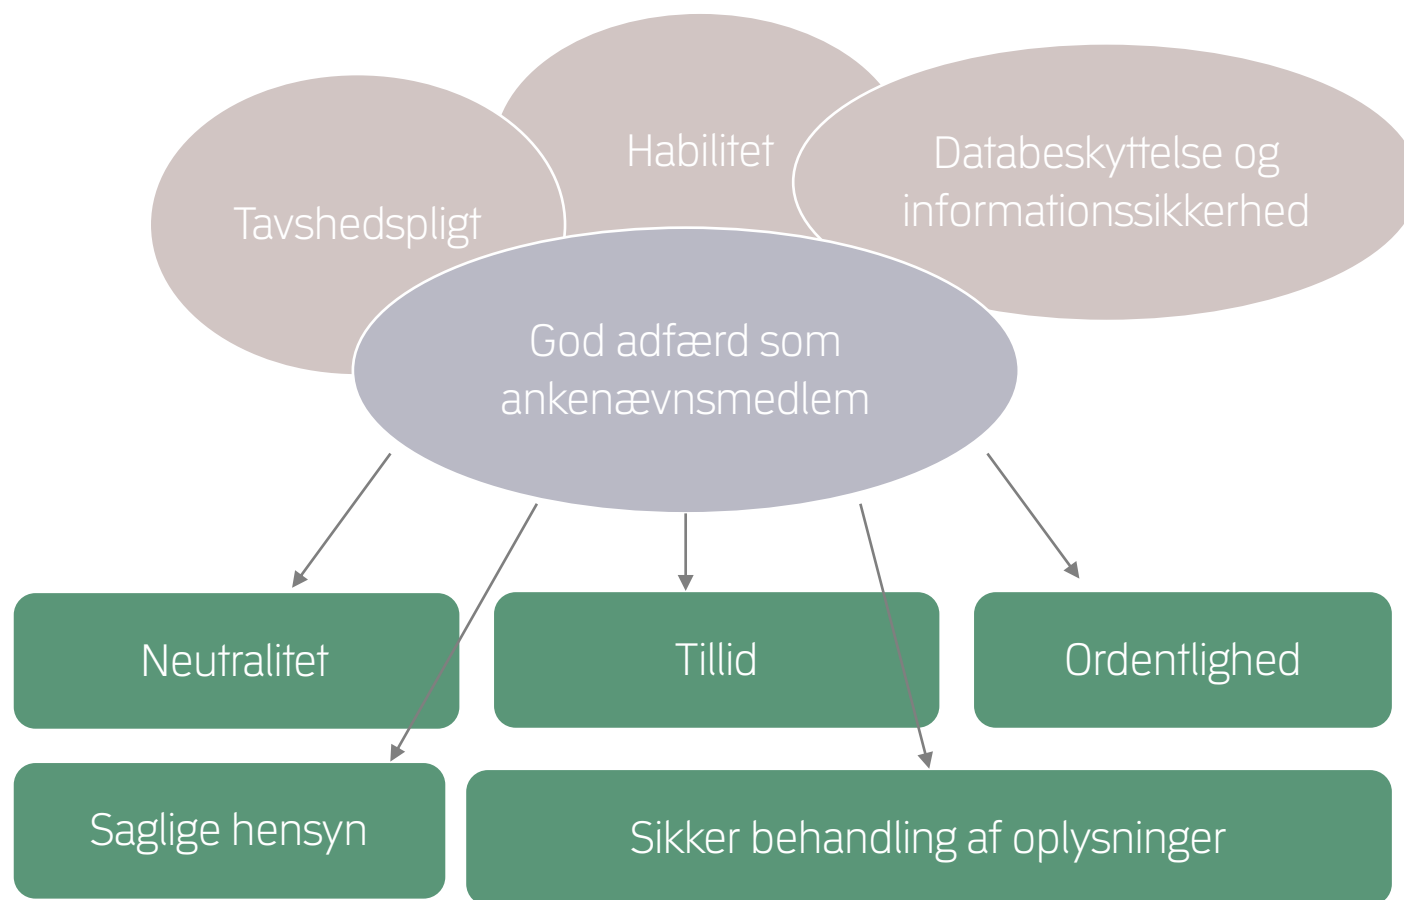 Habilitet
Databeskyttelse og
informationssikkerhed
Tavshedspligt
God adfærd som
ankenævnsmedlem
Neutralitet
Tillid
Ordentlighed
Saglige hensyn
Sikker behandling af oplysninger